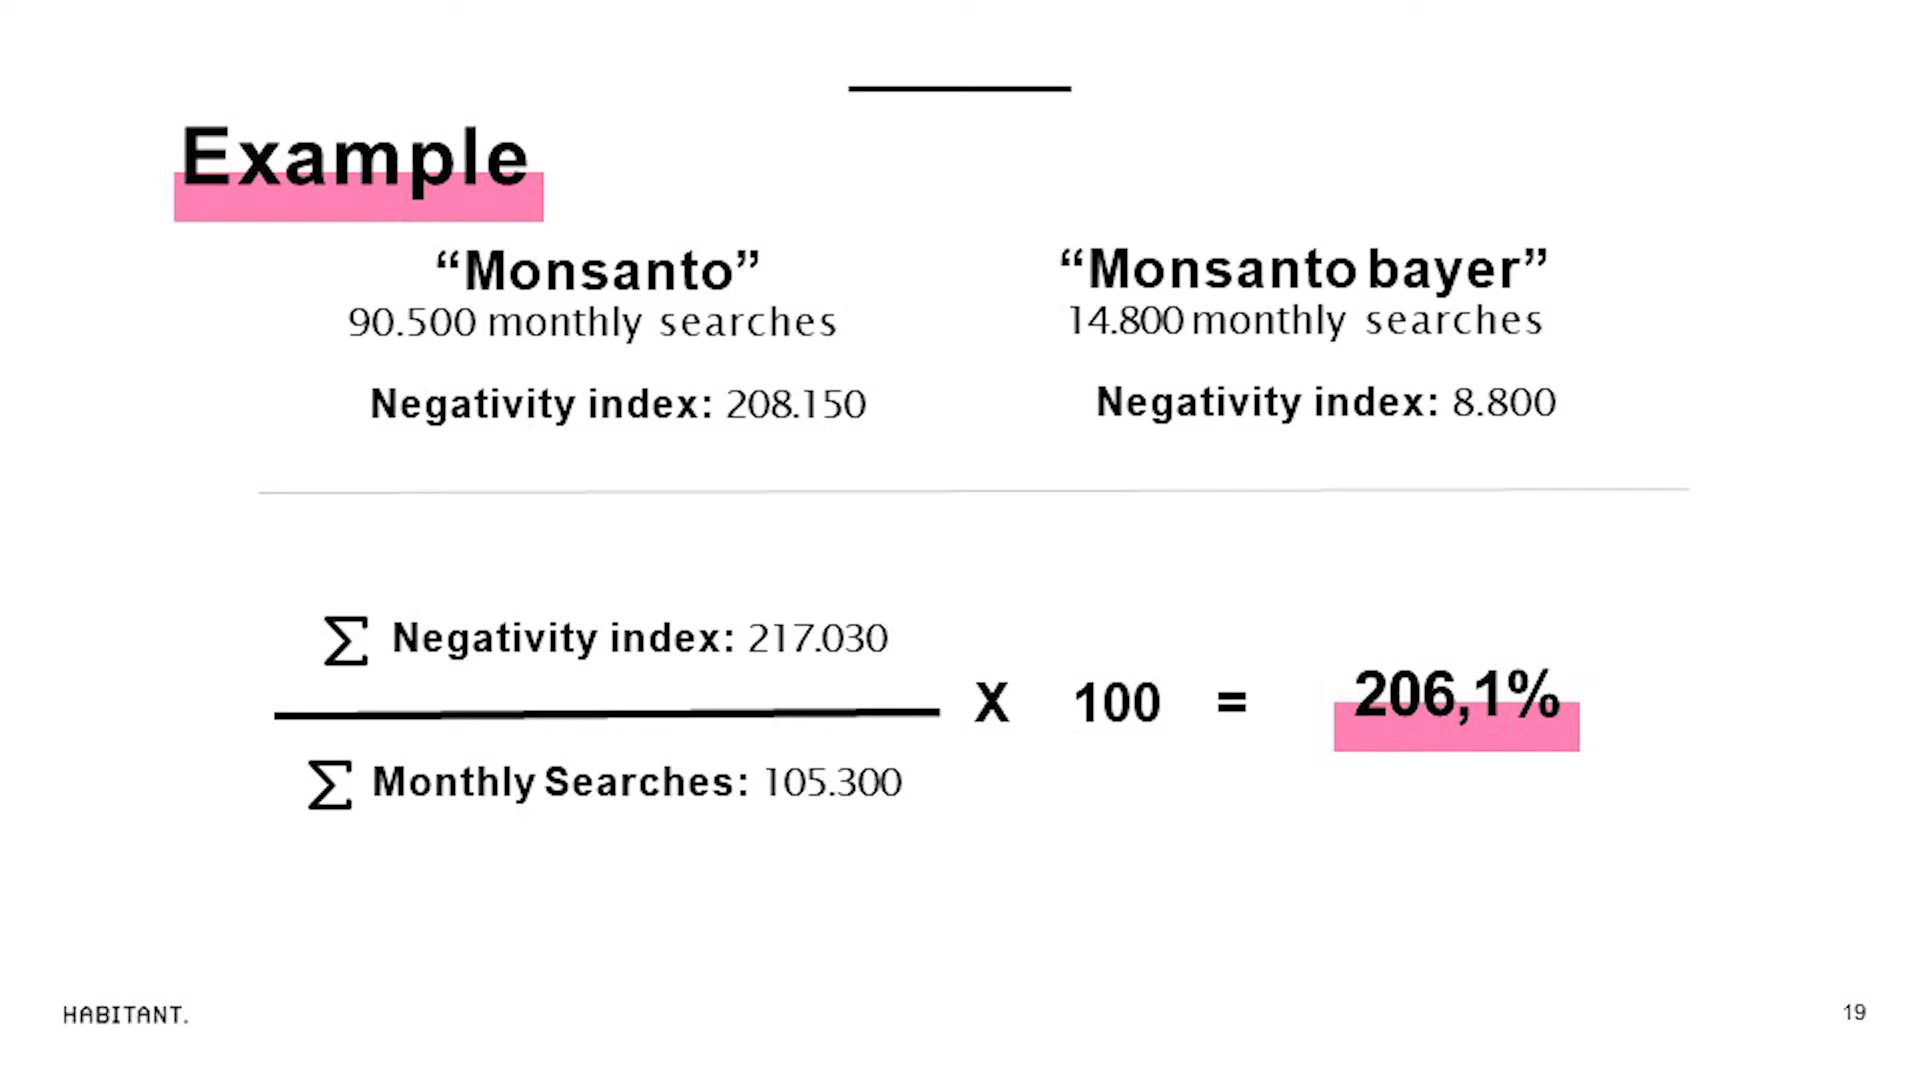 Example
“Monsanto”
90.500 monthly searches
Negativity index: 208.150
“Monsanto bayer”
14.800 monthly searches
Negativity index: 8.800
∑ Negativity index: 217.030
∑ Monthly Searches: 105.300
X 100 = 206,1%
HABITANT.
19